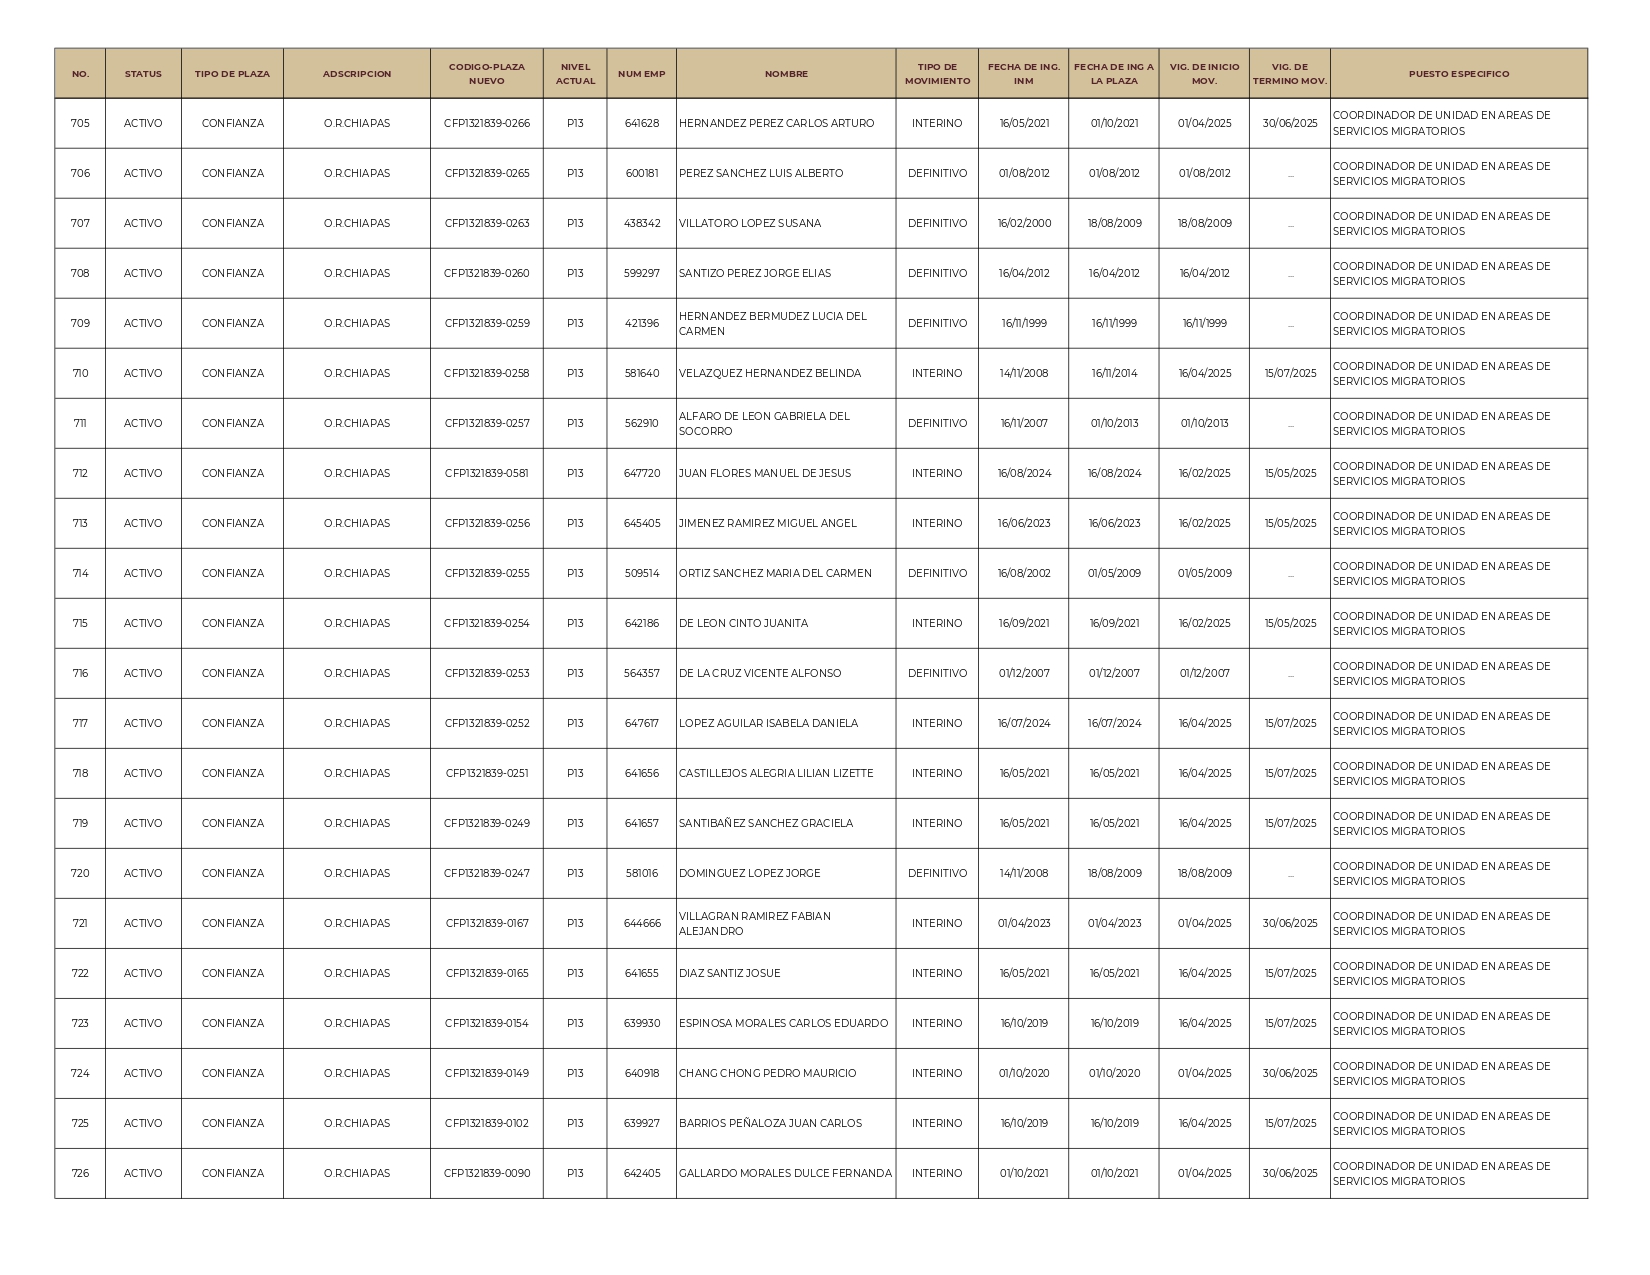 NO. STATUS TIPO DE PLAZA ADSCRIPCION CODIGO-PLAZA NUEVO NIVEL ACTUAL NUM EMP NOMBRE TIPO DE MOVIMIENTO FECHA DE ING. INM FECHA DE ING A LA PLAZA VIG. DE INICIO MOV. VIG. DE TERMINO MOV. PUESTO ESPECIFICO
705 ACTIVO CONFIANZA O.R.CHIAPAS CFP1321839-0266 P13 641628 HERNANDEZ PEREZ CARLOS ARTURO INTERINO 16/05/2021 01/10/2021 01/04/2025 30/06/2025 COORDINADOR DE UNIDAD EN AREAS DE SERVICIOS MIGRATORIOS
706 ACTIVO CONFIANZA O.R.CHIAPAS CFP1321839-0265 P13 600181 PEREZ SANCHEZ LUIS ALBERTO DEFINITIVO 01/08/2012 01/08/2012 01/08/2012 ... COORDINADOR DE UNIDAD EN AREAS DE SERVICIOS MIGRATORIOS
707 ACTIVO CONFIANZA O.R.CHIAPAS CFP1321839-0263 P13 438342 VILLATORO LOPEZ SUSANA DEFINITIVO 16/02/2000 18/08/2009 18/08/2009 ... COORDINADOR DE UNIDAD EN AREAS DE SERVICIOS MIGRATORIOS
708 ACTIVO CONFIANZA O.R.CHIAPAS CFP1321839-0260 P13 599297 SANTIZO PEREZ JORGE ELIAS DEFINITIVO 16/04/2012 16/04/2012 16/04/2012 ... COORDINADOR DE UNIDAD EN AREAS DE SERVICIOS MIGRATORIOS
709 ACTIVO CONFIANZA O.R.CHIAPAS CFP1321839-0259 P13 421396 HERNANDEZ BERMUDEZ LUCIA DEL CARMEN DEFINITIVO 16/11/1999 16/11/1999 16/11/1999 ... COORDINADOR DE UNIDAD EN AREAS DE SERVICIOS MIGRATORIOS
710 ACTIVO CONFIANZA O.R.CHIAPAS CFP1321839-0258 P13 581640 VELAZQUEZ HERNANDEZ BELINDA INTERINO 14/11/2008 16/11/2014 16/04/2025 15/07/2025 COORDINADOR DE UNIDAD EN AREAS DE SERVICIOS MIGRATORIOS
711 ACTIVO CONFIANZA O.R.CHIAPAS CFP1321839-0257 P13 562910 ALFARO DE LEON GABRIELA DEL SOCORRO DEFINITIVO 16/11/2007 01/10/2013 01/10/2013 ... COORDINADOR DE UNIDAD EN AREAS DE SERVICIOS MIGRATORIOS
712 ACTIVO CONFIANZA O.R.CHIAPAS CFP1321839-0581 P13 647720 JUAN FLORES MANUEL DE JESUS INTERINO 16/08/2024 16/08/2024 16/02/2025 15/05/2025 COORDINADOR DE UNIDAD EN AREAS DE SERVICIOS MIGRATORIOS
713 ACTIVO CONFIANZA O.R.CHIAPAS CFP1321839-0256 P13 645405 JIMENEZ RAMIREZ MIGUEL ANGEL INTERINO 16/06/2023 16/06/2023 16/02/2025 15/05/2025 COORDINADOR DE UNIDAD EN AREAS DE SERVICIOS MIGRATORIOS
714 ACTIVO CONFIANZA O.R.CHIAPAS CFP1321839-0255 P13 509514 ORTIZ SANCHEZ MARIA DEL CARMEN DEFINITIVO 16/08/2002 01/05/2009 01/05/2009 ... COORDINADOR DE UNIDAD EN AREAS DE SERVICIOS MIGRATORIOS
715 ACTIVO CONFIANZA O.R.CHIAPAS CFP1321839-0254 P13 642186 DE LEON CINTO JUANITA INTERINO 16/09/2021 16/09/2021 16/02/2025 15/05/2025 COORDINADOR DE UNIDAD EN AREAS DE SERVICIOS MIGRATORIOS
716 ACTIVO CONFIANZA O.R.CHIAPAS CFP1321839-0253 P13 564357 DE LA CRUZ VICENTE ALFONSO DEFINITIVO 01/12/2007 01/12/2007 01/12/2007 ... COORDINADOR DE UNIDAD EN AREAS DE SERVICIOS MIGRATORIOS
717 ACTIVO CONFIANZA O.R.CHIAPAS CFP1321839-0252 P13 647617 LOPEZ AGUILAR ISABELA DANIELA INTERINO 16/07/2024 16/07/2024 16/04/2025 15/07/2025 COORDINADOR DE UNIDAD EN AREAS DE SERVICIOS MIGRATORIOS
718 ACTIVO CONFIANZA O.R.CHIAPAS CFP1321839-0251 P13 641656 CASTILLEJOS ALEGRIA LILIAN LIZETTE INTERINO 16/05/2021 16/05/2021 16/04/2025 15/07/2025 COORDINADOR DE UNIDAD EN AREAS DE SERVICIOS MIGRATORIOS
719 ACTIVO CONFIANZA O.R.CHIAPAS CFP1321839-0249 P13 641657 SANTIBAÑEZ SANCHEZ GRACIELA INTERINO 16/05/2021 16/05/2021 16/04/2025 15/07/2025 COORDINADOR DE UNIDAD EN AREAS DE SERVICIOS MIGRATORIOS
720 ACTIVO CONFIANZA O.R.CHIAPAS CFP1321839-0247 P13 581016 DOMINGUEZ LOPEZ JORGE DEFINITIVO 14/11/2008 18/08/2009 18/08/2009 ... COORDINADOR DE UNIDAD EN AREAS DE SERVICIOS MIGRATORIOS
721 ACTIVO CONFIANZA O.R.CHIAPAS CFP1321839-0167 P13 644666 VILLAGRAN RAMIREZ FABIAN ALEJANDRO INTERINO 01/04/2023 01/04/2023 01/04/2025 30/06/2025 COORDINADOR DE UNIDAD EN AREAS DE SERVICIOS MIGRATORIOS
722 ACTIVO CONFIANZA O.R.CHIAPAS CFP1321839-0165 P13 641655 DIAZ SANTIZ JOSUE INTERINO 16/05/2021 16/05/2021 16/04/2025 15/07/2025 COORDINADOR DE UNIDAD EN AREAS DE SERVICIOS MIGRATORIOS
723 ACTIVO CONFIANZA O.R.CHIAPAS CFP1321839-0154 P13 639930 ESPINOSA MORALES CARLOS EDUARDO INTERINO 16/10/2019 16/10/2019 16/04/2025 15/07/2025 COORDINADOR DE UNIDAD EN AREAS DE SERVICIOS MIGRATORIOS
724 ACTIVO CONFIANZA O.R.CHIAPAS CFP1321839-0149 P13 640918 CHANG CHONG PEDRO MAURICIO INTERINO 01/10/2020 01/10/2020 01/04/2025 30/06/2025 COORDINADOR DE UNIDAD EN AREAS DE SERVICIOS MIGRATORIOS
725 ACTIVO CONFIANZA O.R.CHIAPAS CFP1321839-0102 P13 639927 BARRIOS PEÑALOZA JUAN CARLOS INTERINO 16/10/2019 16/10/2019 16/04/2025 15/07/2025 COORDINADOR DE UNIDAD EN AREAS DE SERVICIOS MIGRATORIOS
726 ACTIVO CONFIANZA O.R.CHIAPAS CFP1321839-0090 P13 642405 GALLARDO MORALES DULCE FERNANDA INTERINO 01/10/2021 01/10/2021 01/04/2025 30/06/2025 COORDINADOR DE UNIDAD EN AREAS DE SERVICIOS MIGRATORIOS